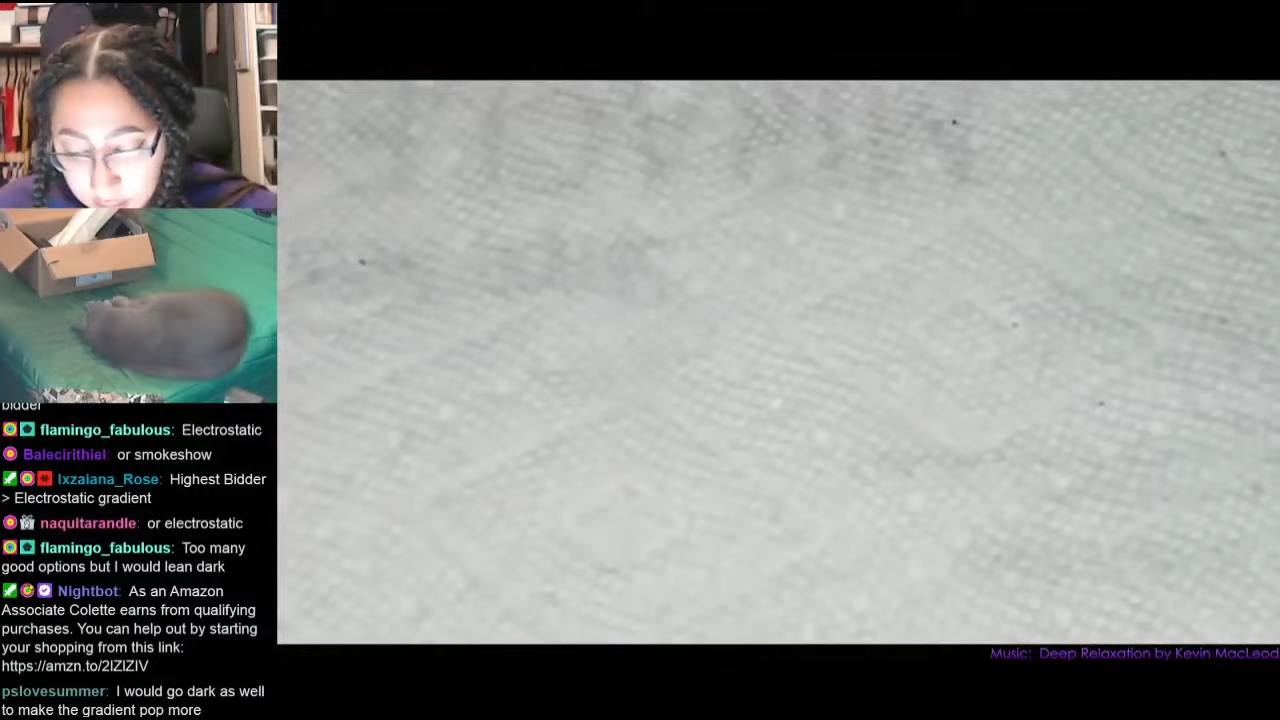 bidder
flamingo_fabulous: Electrostatic
Balecirithiel: or smokeshow
Ixzaiana_Rose: Highest Bidder
> Electrostatic gradient
naquitarandle: or electrostatic
flamingo_fabulous: Too many
good options but I would lean dark
Nightbot: As an Amazon
Associate Colette earns from qualifying
purchases. You can help out by starting
your shopping from this link:
https://amzn.to/2lZlZIV
pslovesummer: I would go dark as well
to make the gradient pop more
Music: Deep Relaxation by Kevin MacLeod